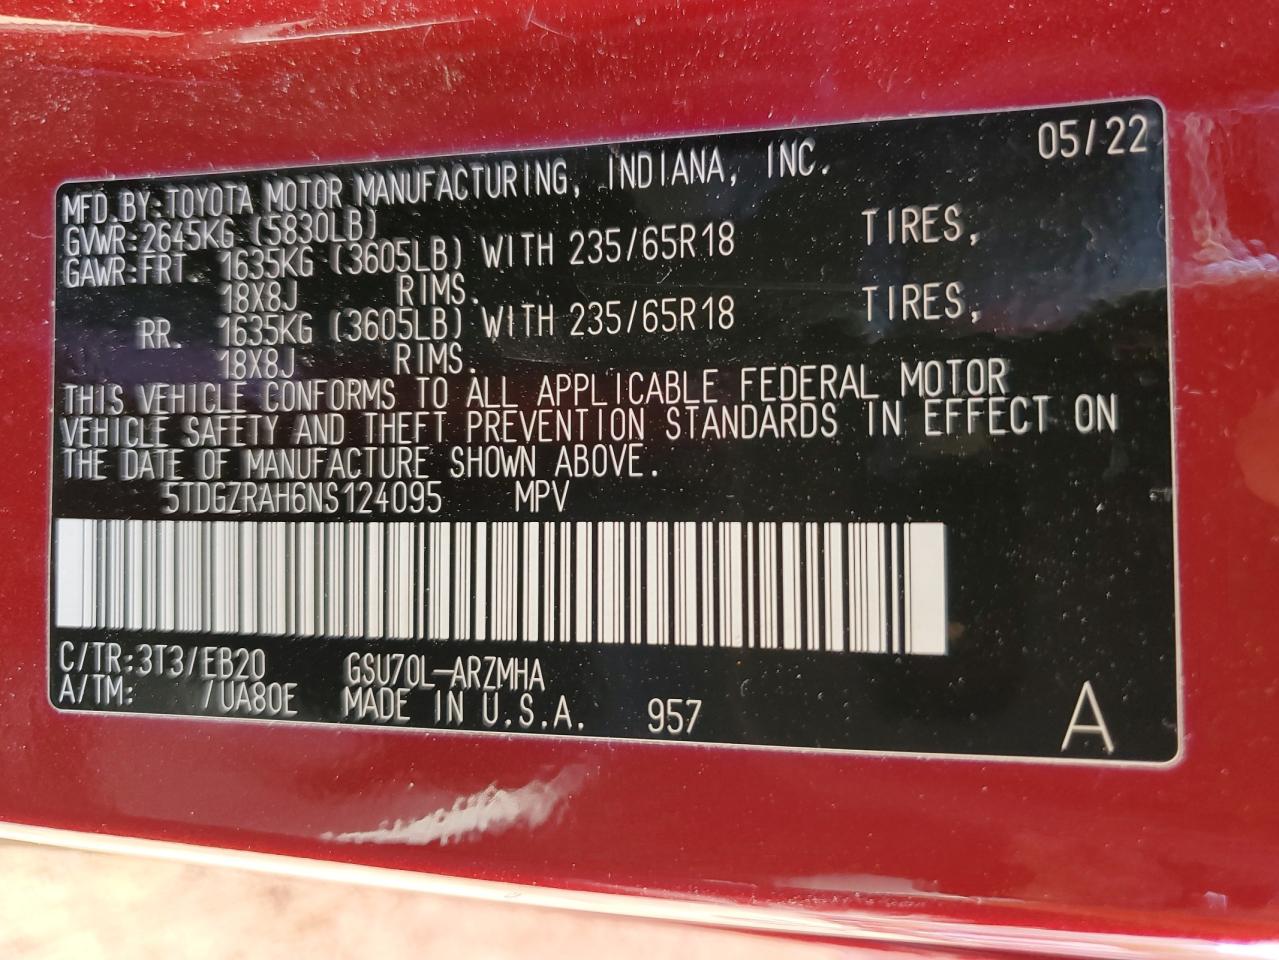 05/22
MFD.BY:TOYOTA MOTOR MANUFACTURING, INDIANA, INC.
GVWR:2645KG (5830LB)
GAWR:FRT. 1635KG (3605LB) WITH 235/65R18 TIRES,
18X8J RIMS.
RR. 1635KG (3605LB) WITH 235/65R18 TIRES,
18X8J RIMS.
THIS VEHICLE CONFORMS TO ALL APPLICABLE FEDERAL MOTOR
VEHICLE SAFETY AND THEFT PREVENTION STANDARDS IN EFFECT ON
THE DATE OF MANUFACTURE SHOWN ABOVE.
5TDGZRAH6NS124095 MPV
C/TR:3T3/EB20 GSU70L-ARZMHA
A/TM: /UA80E MADE IN U.S.A. 957 A